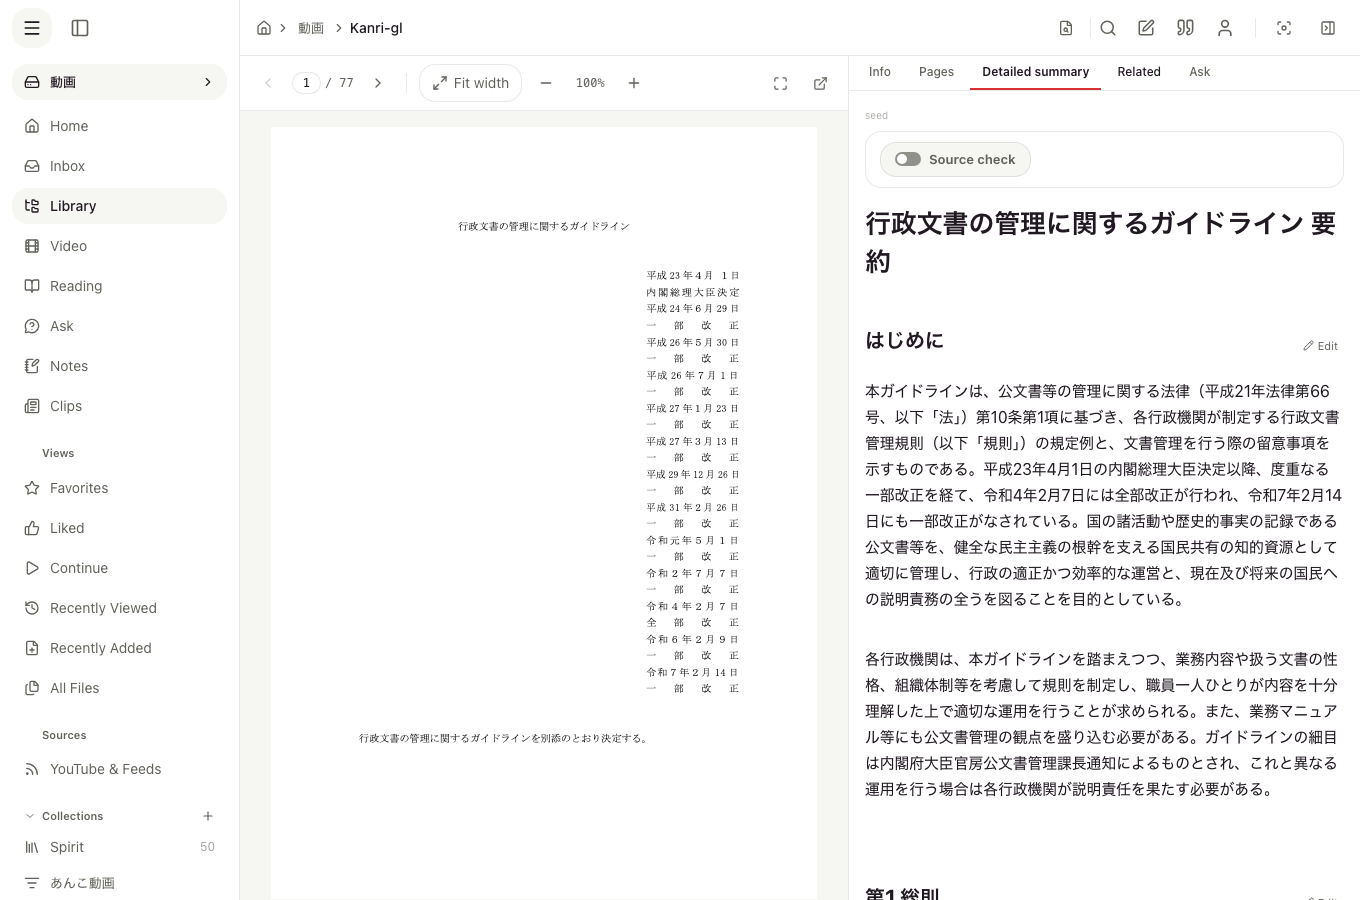 動画
Home
Inbox
Library
Video
Reading
Ask
Notes
Clips
Views
Favorites
Liked
Continue
Recently Viewed
Recently Added
All Files
Sources
YouTube & Feeds
Collections
Spirit 50
あんこ動画
動画 Kanri-gl
1 / 77 Fit width 100%
行政文書の管理に関するガイドライン
平成 23 年 4 月 1 日
内閣総理大臣決定
平成 24 年 6 月 29 日
一部改正
平成 26 年 5 月 30 日
一部改正
平成 26 年 7 月 1 日
一部改正
平成 27 年 1 月 23 日
一部改正
平成 27 年 3 月 13 日
一部改正
平成 29 年 12 月 26 日
一部改正
平成 31 年 2 月 26 日
一部改正
令和元年 5 月 1 日
一部改正
令和 2 年 7 月 7 日
一部改正
令和 4 年 2 月 7 日
全部改正
令和 6 年 2 月 9 日
一部改正
令和 7 年 2 月 14 日
一部改正
行政文書の管理に関するガイドラインを別添のとおり決定する。
Info Pages Detailed summary Related Ask
seed
Source check
行政文書の管理に関するガイドライン 要
約
はじめに
Edit
本ガイドラインは、公文書等の管理に関する法律（平成21年法律第66
号、以下「法」）第10条第1項に基づき、各行政機関が制定する行政文書
管理規則（以下「規則」）の規定例と、文書管理を行う際の留意事項を
示すものである。平成23年4月1日の内閣総理大臣決定以降、度重なる
一部改正を経て、令和4年2月7日には全部改正が行われ、令和7年2月14
日にも一部改正がなされている。国の諸活動や歴史的事実の記録である
公文書等を、健全な民主主義の根幹を支える国民共有の知的資源として
適切に管理し、行政の適正かつ効率的な運営と、現在及び将来の国民へ
の説明責務の全うを図ることを目的としている。
各行政機関は、本ガイドラインを踏まえつつ、業務内容や扱う文書の性
格、組織体制等を考慮して規則を制定し、職員一人ひとりが内容を十分
理解した上で適切な運用を行うことが求められる。また、業務マニュア
ル等にも公文書管理の観点を盛り込む必要がある。ガイドラインの細目
は内閣府大臣官房公文書管理課長通知によるものとされ、これと異なる
運用を行う場合は各行政機関が説明責任を果たす必要がある。
第1 総則